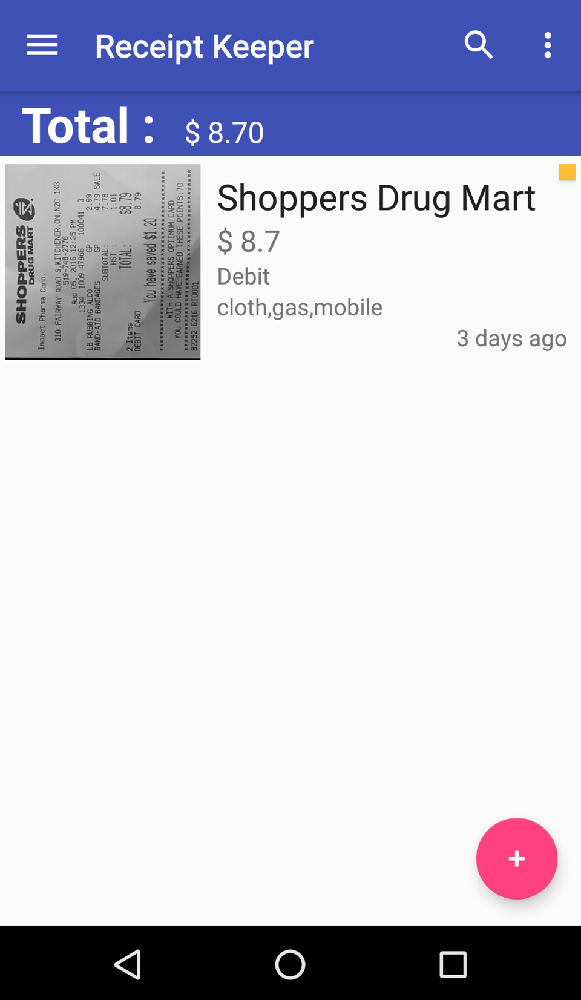 Receipt Keeper
Total : $ 8.70
SHOPPERS
DRUG MART
Impact Pharma Corp.
310 FAIRWAY ROAD S,KITCHENER,ON,N2C 1X3
519-748-2776
Aug 05, 2016 12:35 PM
1334 1009 47966 100041 3
LB RUBBING ALCO GP 2.99
BAND-AID BANDAGES GP 4.79 SALE
SUBTOTAL: 7.78
HST : 1.01
TOTAL: $8.79
2 Items
DEBIT CARD 8.79
You have saved $1.20
****************************************
WITH A SHOPPERS OPTIMUM CARD
YOU COULD HAVE EARNED THESE POINTS:70
****************************************
82252 6216 RT0001
Shoppers Drug Mart
$ 8.7
Debit
cloth,gas,mobile
3 days ago